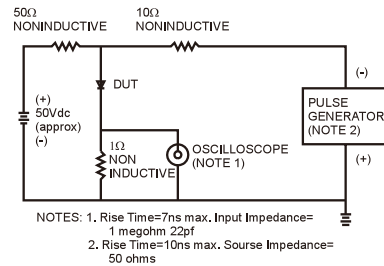 50Ω
NONINDUCTIVE
10Ω
NONINDUCTIVE
DUT
(+)
50Vdc
(approx)
(-)
1Ω
NON
INDUCTIVE
OSCILLOSCOPE
(NOTE 1)
(-)
PULSE
GENERATOR
(NOTE 2)
(+)
NOTES: 1. Rise Time=7ns max. Input Impedance=
1 megohm 22pf
2. Rise Time=10ns max. Sourse Impedance=
50 ohms